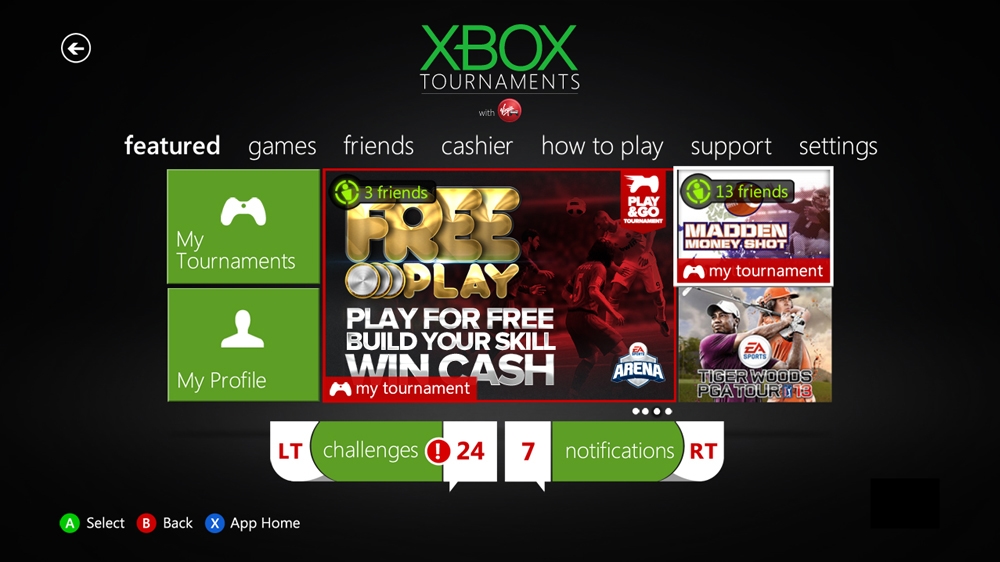 XBOX
TOURNAMENTS
with Virgin
featured games friends cashier how to play support settings
My
Tournaments
My Profile
3 friends
PLAY
&GO
TOURNAMENT
FREE
PLAY
PLAY FOR FREE
BUILD YOUR SKILL
WIN CASH
my tournament
EA
SPORTS
ARENA
13 friends
MADDEN
MONEY SHOT
my tournament
EA
SPORTS
TIGER WOODS
PGA TOUR 13
LT challenges ! 24
7 notifications RT
A Select B Back X App Home